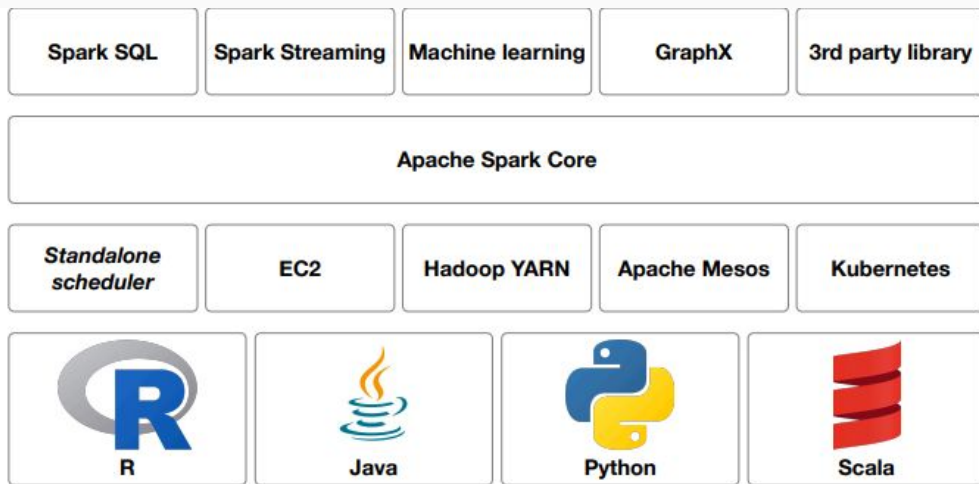 Spark SQL
Spark Streaming
Machine learning
GraphX
3rd party library
Apache Spark Core
Standalone
scheduler
EC2
Hadoop YARN
Apache Mesos
Kubernetes
R
R
Java
Python
Scala